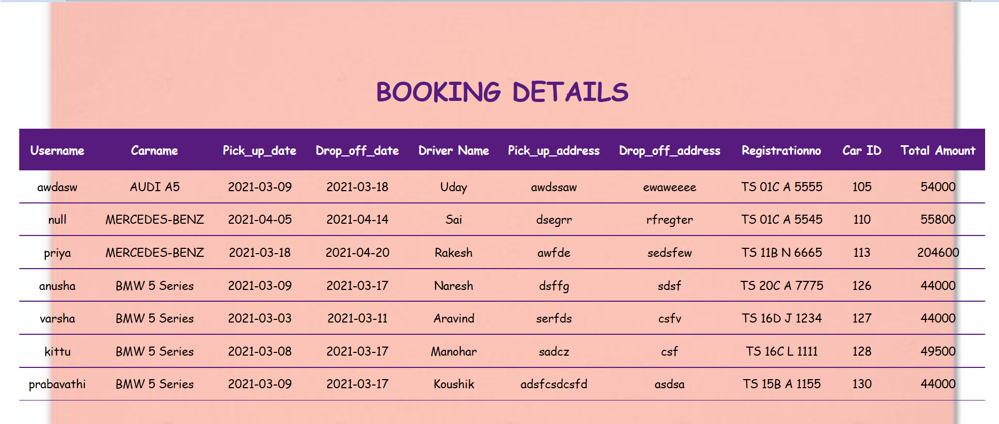 BOOKING DETAILS
Username Carname Pick_up_date Drop_off_date Driver Name Pick_up_address Drop_off_address Registrationno Car ID Total Amount
awdasw AUDI A5 2021-03-09 2021-03-18 Uday awdssaw ewaweeee TS 01C A 5555 105 54000
null MERCEDES-BENZ 2021-04-05 2021-04-14 Sai dsegrr rfregter TS 01C A 5545 110 55800
priya MERCEDES-BENZ 2021-03-18 2021-04-20 Rakesh awfde sedsfew TS 11B N 6665 113 204600
anusha BMW 5 Series 2021-03-09 2021-03-17 Naresh dsffg sdsf TS 20C A 7775 126 44000
varsha BMW 5 Series 2021-03-03 2021-03-11 Aravind serfds csfv TS 16D J 1234 127 44000
kittu BMW 5 Series 2021-03-08 2021-03-17 Manohar sadcz csf TS 16C L 1111 128 49500
prabavathi BMW 5 Series 2021-03-09 2021-03-17 Koushik adsfcsdcsfd asdsa TS 15B A 1155 130 44000